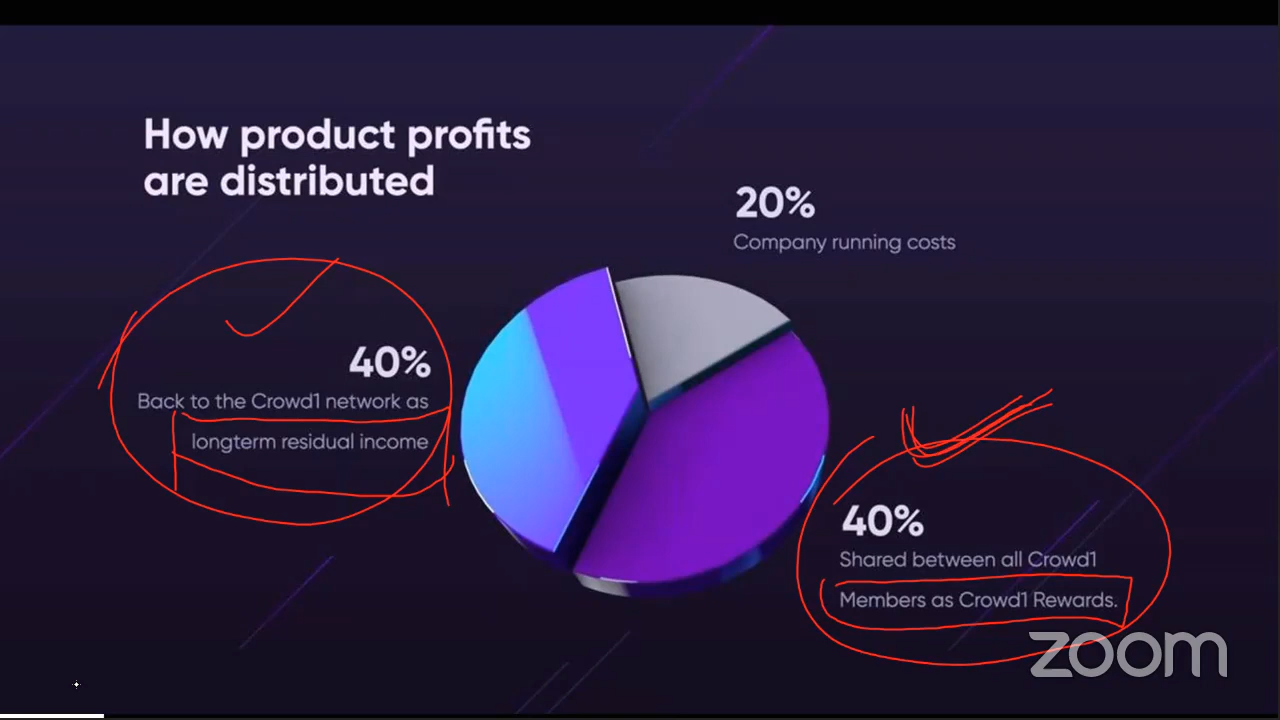 How product profits
are distributed
20%
Company running costs
40%
Back to the Crowd1 network as
longterm residual income
40%
Shared between all Crowd1
Members as Crowd1 Rewards.
zoom